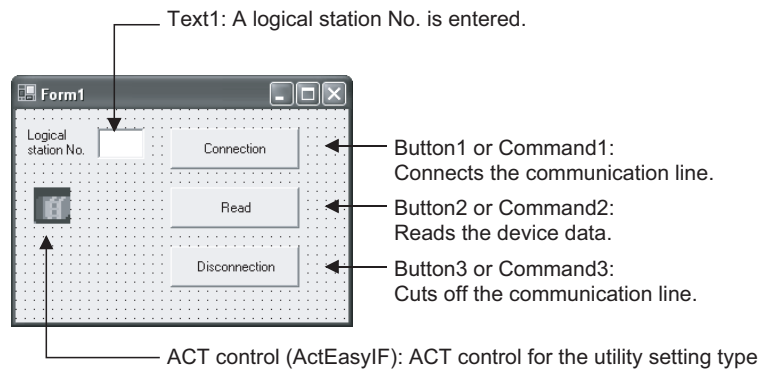 Text1: A logical station No. is entered.
Form1
Logical
station No.
Connection
Button1 or Command1:
Connects the communication line.
Read
Button2 or Command2:
Reads the device data.
Disconnection
Button3 or Command3:
Cuts off the communication line.
ACT control (ActEasyIF): ACT control for the utility setting type